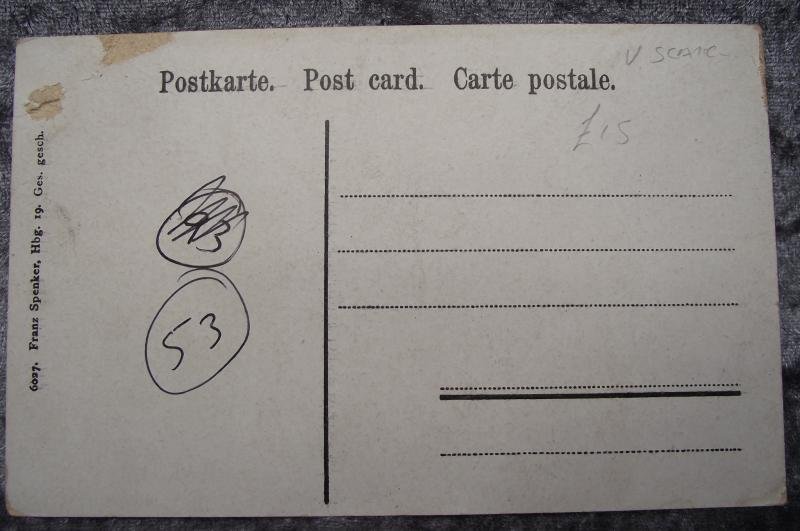 V SCARCE
Postkarte. Post card. Carte postale.
£15
53
6027. Franz Spenker, Hbg. 19. Ges. gesch.